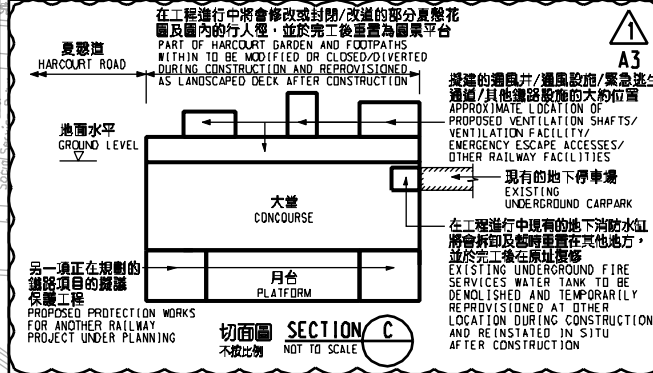 在工程進行中將會修改或封閉/改道的部分夏慤花
園及園內的行人徑，並於完工後重置為園景平台
PART OF HARCOURT GARDEN AND FOOTPATHS
WITHIN TO BE MODIFIED OR CLOSED/DIVERTED
DURING CONSTRUCTION AND REPROVISIONED
AS LANDSCAPED DECK AFTER CONSTRUCTION
夏慤道
HARCOURT ROAD
1
A3
擬建的通風井/通風設施/緊急逃生
通道/其他鐵路設施的大約位置
APPROXIMATE LOCATION OF
PROPOSED VENTILATION SHAFTS/
VENTILATION FACILITY/
EMERGENCY ESCAPE ACCESSES/
OTHER RAILWAY FACILITIES
地面水平
GROUND LEVEL
現有的地下停車場
EXISTING
UNDERGROUND CARPARK
大堂
CONCOURSE
在工程進行中現有的地下消防水缸
將會拆卸及暫時重置在其他地方，
並於完工後在原址復修
EXISTING UNDERGROUND FIRE
SERVICES WATER TANK TO BE
DEMOLISHED AND TEMPORARILY
REPROVISIONED AT OTHER
LOCATION DURING CONSTRUCTION
AND REINSTATED IN SITU
AFTER CONSTRUCTION
另一項正在規劃的
鐵路項目的擬議
保護工程
PROPOSED PROTECTION WORKS
FOR ANOTHER RAILWAY
PROJECT UNDER PLANNING
月台
PLATFORM
切面圖 SECTION C
不按比例 NOT TO SCALE